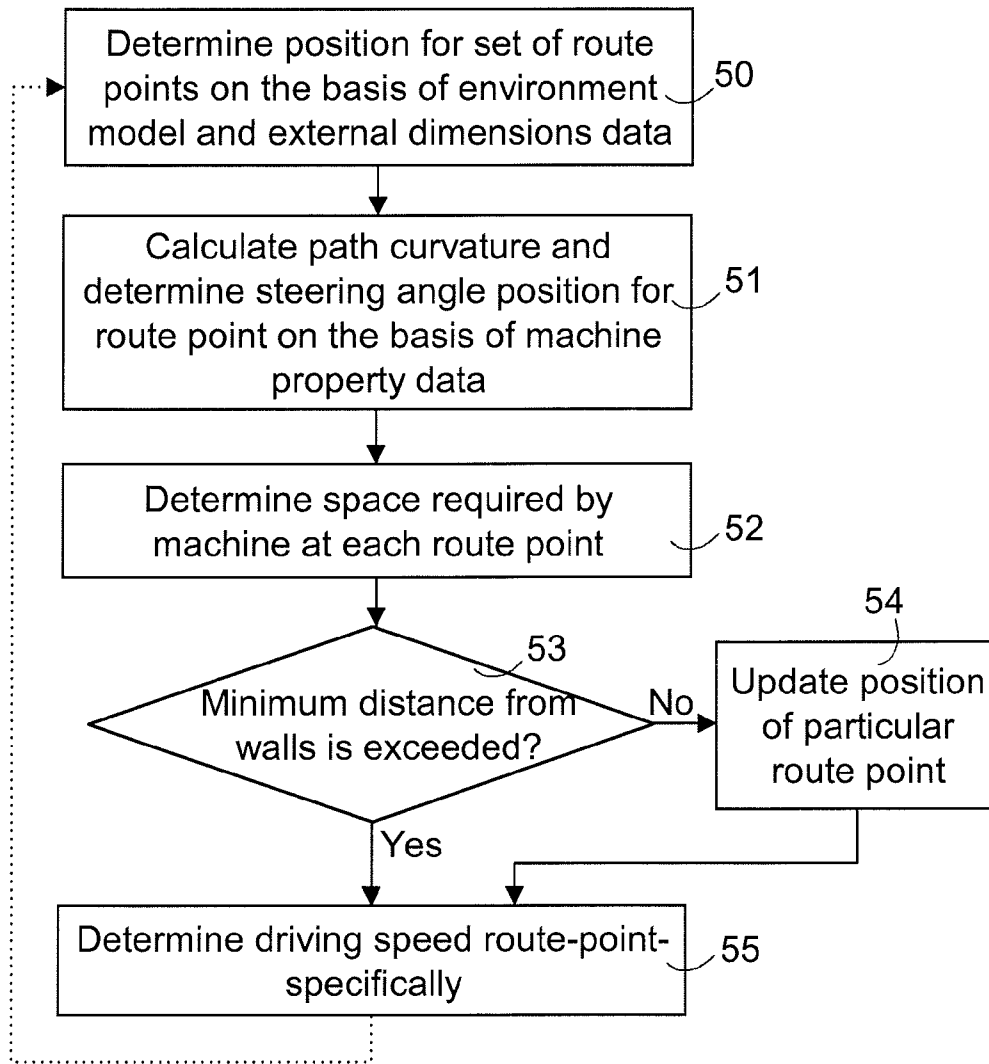 Determine position for set of route
points on the basis of environment
model and external dimensions data
50
Calculate path curvature and
determine steering angle position for
route point on the basis of machine
property data
51
Determine space required by
machine at each route point
52
53
Minimum distance from
walls is exceeded?
No
54
Update position
of particular
route point
Yes
Determine driving speed route-point-
specifically
55